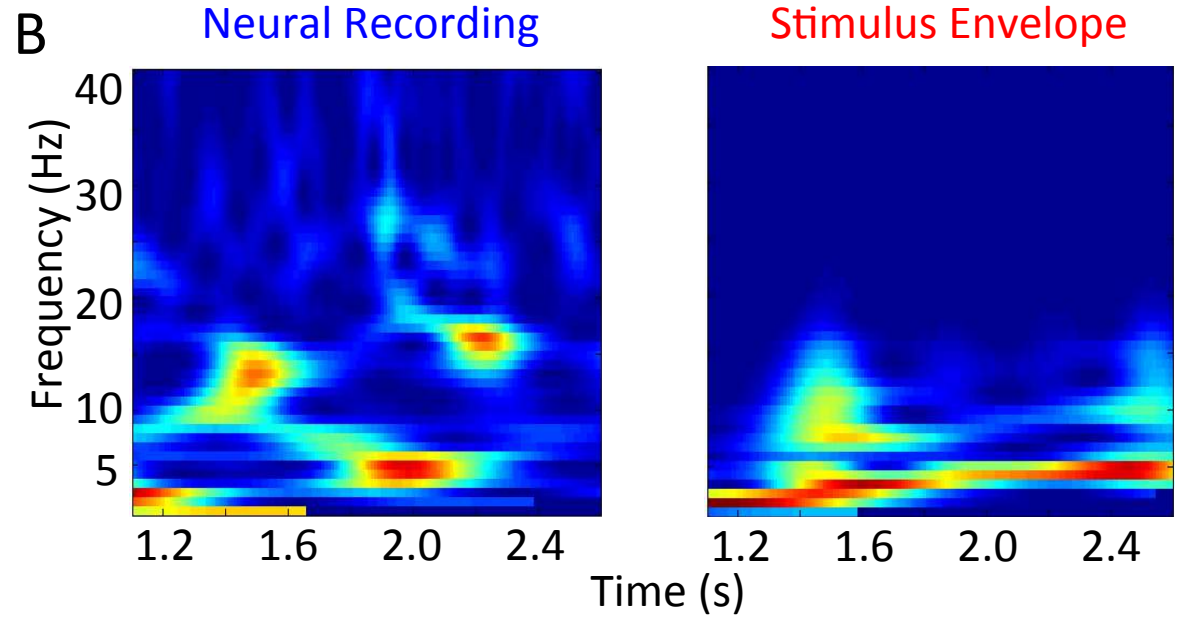 B
Neural Recording
Stimulus Envelope
Frequency (Hz)
40
30
20
10
5
1.2 1.6 2.0 2.4
1.2 1.6 2.0 2.4
Time (s)